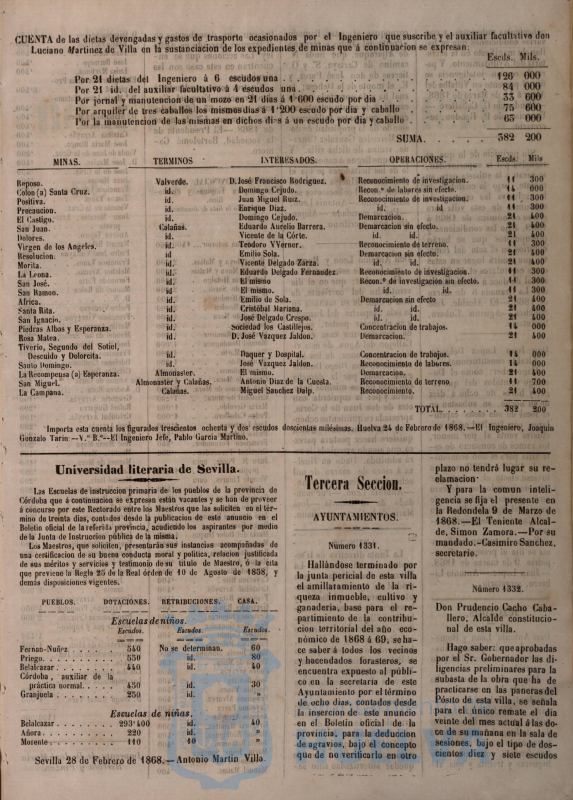 CUENTA de las dietas devengadas y gastos de trasporte ocasionados por el Ingeniero que suscribe y el auxiliar facultativo don
Luciano Martinez de Villa en la sustanciacion de los expedientes de minas que á continuacion se expresan:
Escds. Mils.
Por 21 dietas del Ingeniero á 6 escudos una . . . 126 000
Por 21 id. del auxiliar facultativo á 4 escudos una . . . 84 000
Por jornal y manutencion de un mozo en 21 dias á 1'600 escudo por dia . . 33 600
Por arquiler de tres caballos los mismos dias á 1'200 escudo por dia y caballo . . 75 600
Por la manutencion de las mismas en dichos dias á un escudo por dia y caballo . . 63 000
SUMA. . . . 382 200
MINAS. TERMINOS INTERESADOS. OPERACIONES. Escds. Mils
Reposo. Valverde. D. José Francisco Rodriguez. Reconocimiento de investigacion. 11 300
Colon (a) Santa Cruz. id. Domingo Cejudo. Recon.º de labores sin efecto. 14 000
Positiva. id. Juan Miguel Ruiz. Reconocimiento de investigacion. 11 300
Precaucion. id. Enrique Diaz. id. id 11 300
El Castigo. id. Domingo Cejudo. Demarcacion. 21 400
San Juan. Calañas. Eduardo Aurelio Barrera. Demarcacion sin efecto. 21 400
Dolores. id. Vicente de la Córte. id. id. 21 400
Virgen de los Angeles. id. Teodoro VVerner. Reconocimiento de terreno. 11 300
Resolucion. id Emilio Sola. Demarcacion sin efecto. 21 400
Morita. id. Vicente Delgado Zarza. id. id. 21 400
La Leona. id. Eduardo Delgado Fernandez. Reconocimiento de investigacion. 11 300
San José. id. El mismo Recon.º de investigacion sin efecto. 11 300
San Ramon. id. El mismo. id. id. 11 300
Africa. id. Emilio de Sola. Demarcacion sin efecto 21 400
Santa Rita. id. Cristóbal Mariana. id. id. 21 400
San Ignacio. id. José Delgado Crespo. id. id. 21 400
Piedras Albas y Esperanza. id. Sociedad los Castillejos. Concentracion de trabajos. 14 000
Rosa Matea. id. D. José Vazquez Jaldon. Demarcacion. 21 400
Tiverio, Segundo del Sotiel,
Descuido y Dolorcita. id. Daquer y Dospital. Concentracion de trabajos. 14 000
Santo Domingo. id. José Vazquez Jaldon. Reconocimiento de labores. 14 000
La Recompensa (a) Esperanza. Almonaster. El mismo. Demarcacion. 21 400
San Miguel. Almonaster y Calañas. Antonio Diaz de la Cuesta. Reconocimiento de terreno 11 700
La Campana. Calañas. Miguel Sanchez Dalp. Reconocimiento. 21 400
TOTAL. . . . . . 382 200
Importa esta cuenta los figurados trescientos ochenta y dos escudos doscientas milésimas. Huelva 24 de Febrero de 1868.—El Ingeniero, Joaquin
Gonzalo Tarin—V.º B.º—El Ingeniero Jefe, Pablo Garcia Martino.
Universidad literaria de Sevilla.
Las Escuelas de instruccion primaria de los pueblos de la provincia de
Córdoba que á continuacion se expresan están vacantes y se han de proveer
á concurso por este Rectorado entre los Maestros que las soliciten en el tér-
mino de treinta dias, contados desde la publicacion de este anuncio en el
Boletin oficial de la referida provincia, acudiendo los aspirantes por medio
de la Junta de Instruccion pública de la misma.
Los Maestros, que soliciten, presentarán sus instancias acompañadas de
una certificacion de su buena conducta moral y politica, relacion justificada
de sus méritos y servicios y testimonio de su titulo de Maestro, ó la cita
que previene la Regla 25 de la Real órden de 10 de Agosto de 1858, y
demás disposiciones vigentes.
PUEBLOS. DOTACIONES. RETRIBUCIONES. CASA.
Escuelas de niños.
Escudos. Escudos. Escudos.
Fernan-Nuñez . . . . 540 No se determinan. 60
Priego. . . . . 550 id. 80
Belalcazar . . . . 440 id. 40
Córdoba, auxiliar de la
práctica normal. . . . 450 id. 30
Granjuela . . . . 250 id. »
Escuelas de niñas.
Belalcazar . . . . . 293'400 id. 40
Añora. . . . . 220 id. »
Morente . . . . . 110 40 »
Sevilla 28 de Febrero de 1868.—Antonio Martin Villa.
Tercera Seccion.
AYUNTAMIENTOS.
Número 1331.
Hallándose terminado por
la junta pericial de esta villa
el amillaramiento de la ri-
queza inmueble, cultivo y
ganaderia, base para el re-
partimiento de la contribu-
cion territorial del año eco-
nómico de 1868 á 69, se ha-
ce saber á todos los vecinos
y hacendados forasteros, se
encuentra expuesto al públi-
co en la secretaria de este
Ayuntamiento por el término
de ocho dias, contados desde
la insercion de este anuncio
en el Boletin oficial de la
provincia, para la deduccion
de agravios, bajo el concepto
que de no verificarlo en otro
plazo no tendrá lugar su re-
clamacion·
Y para la comun inteli-
gencia se fija el presente en
la Redondela 9 de Marzo de
1868.—El Teniente Alcal-
de, Simon Zamora.—Por su
mandado.—Casimiro Sanchez,
secretario.
Número 1332.
Don Prudencio Cacho Caba-
llero, Alcalde constitucio-
nal de esta villa.
Hago saber: que aprobadas
por el Sr. Gobernador las di-
ligencias preliminares para la
subasta de la obra que ha de
practicarse en las paneras del
Pósito de esta villa, se señala
para el único remate el dia
veinte del mes actual á las do-
ce de su mañana en la sala de
sesiones, bajo el tipo de dos-
cientos diez y siete escudos